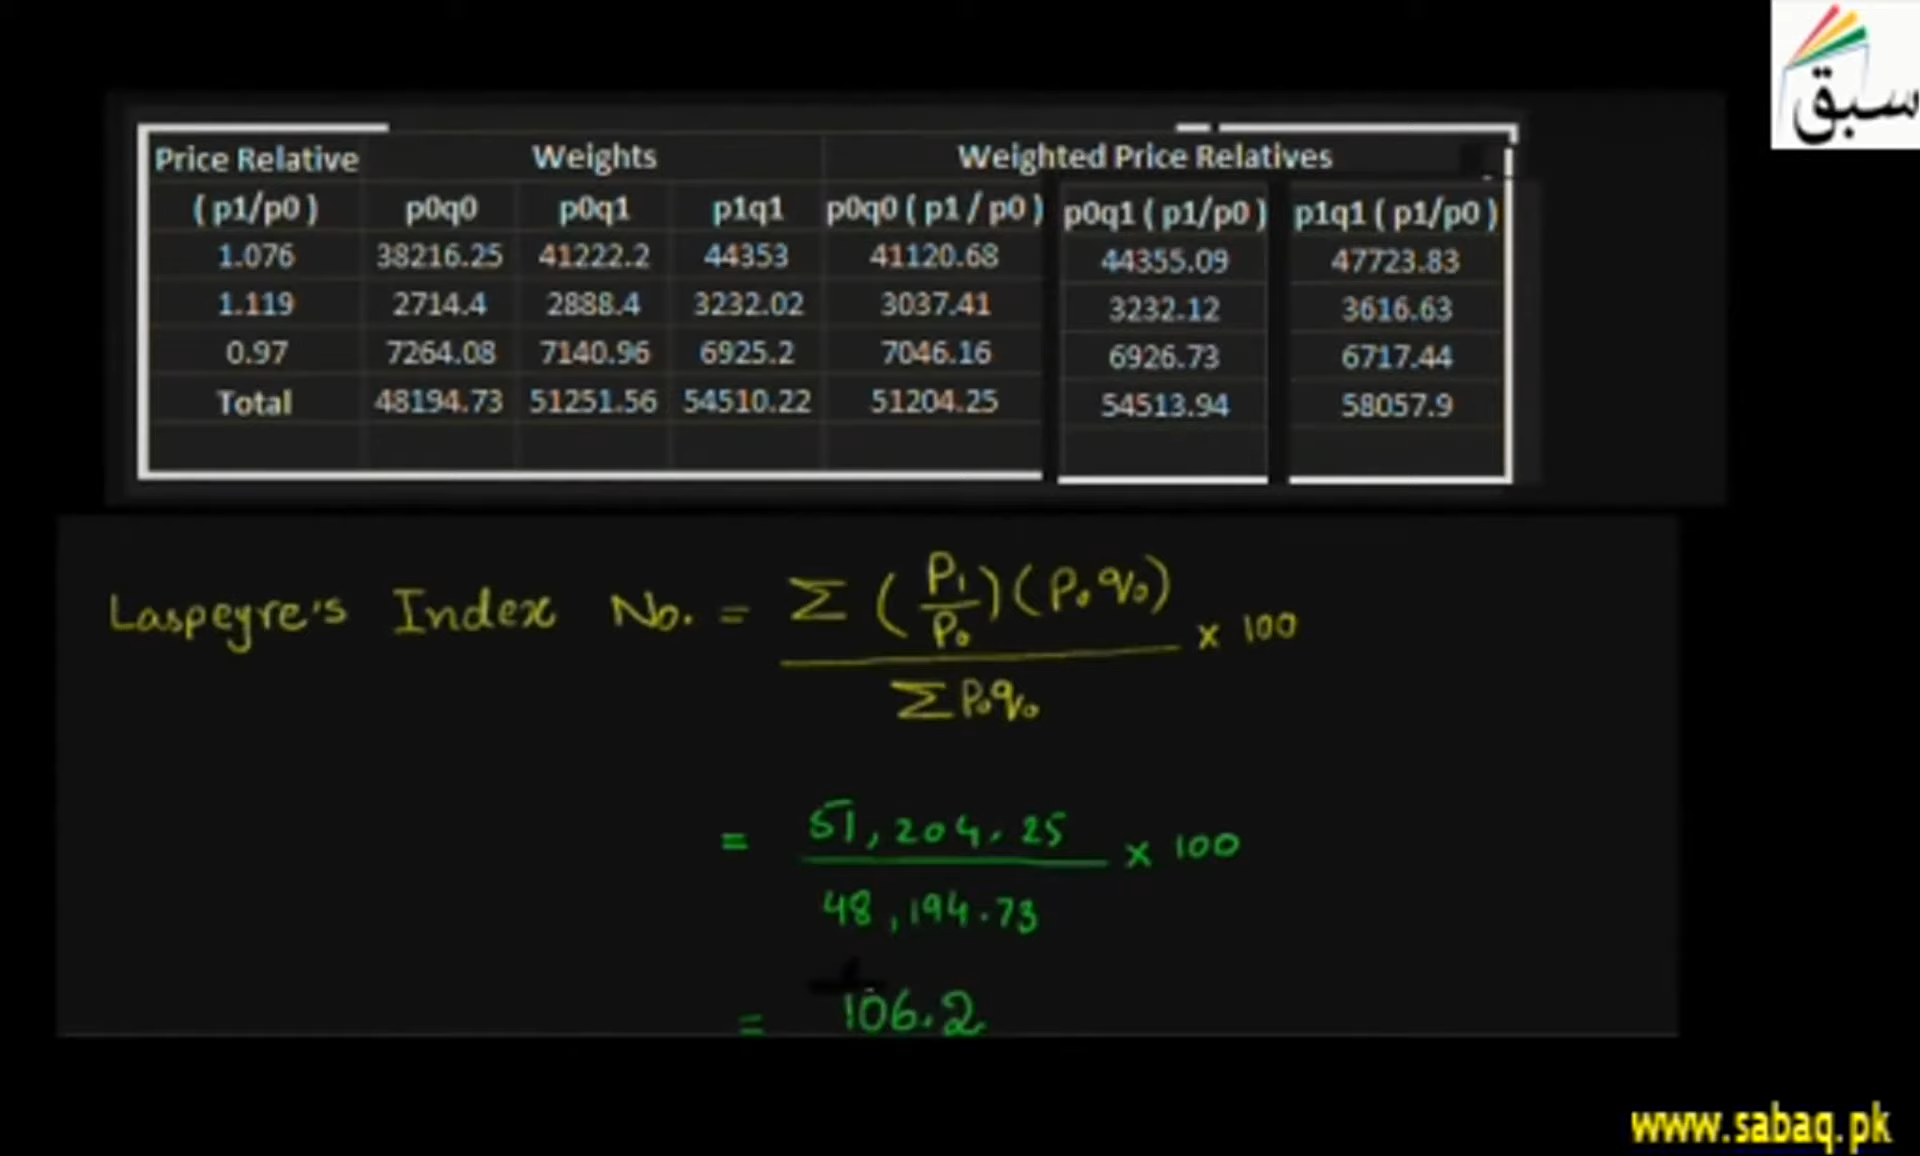 سبق
Price Relative Weights Weighted Price Relatives
( p1/p0 ) p0q0 p0q1 p1q1 p0q0 ( p1 / p0 ) p0q1 ( p1/p0 ) p1q1 ( p1/p0 )
1.076 38216.25 41222.2 44353 41120.68 44355.09 47723.83
1.119 2714.4 2888.4 3232.02 3037.41 3232.12 3616.63
0.97 7264.08 7140.96 6925.2 7046.16 6926.73 6717.44
Total 48194.73 51251.56 54510.22 51204.25 54513.94 58057.9
Laspeyre's Index No. = Σ (P₁/P₀)(P₀q₀) / ΣP₀q₀ × 100
= 51,204.25 / 48,194.73 × 100
= 106.2
www.sabaq.pk